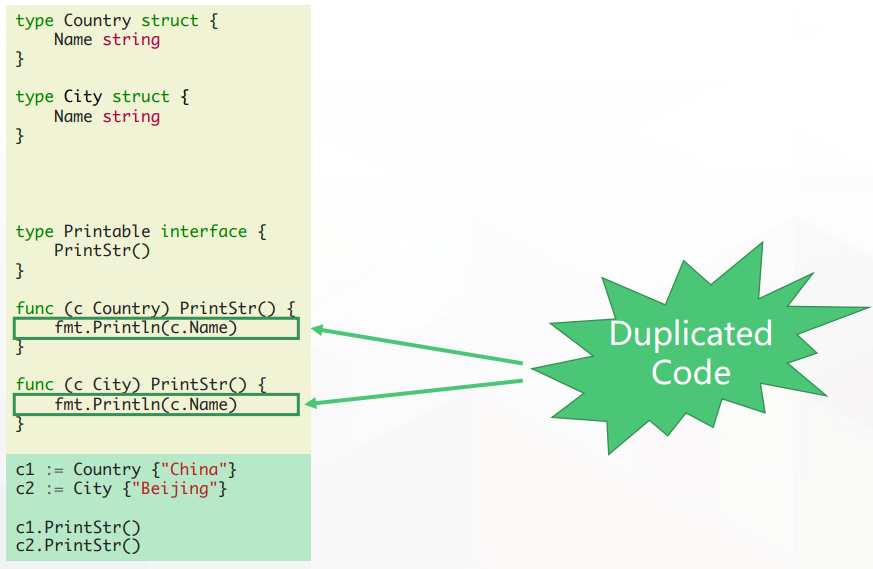 type Country struct {
    Name string
}
type City struct {
    Name string
}
type Printable interface {
    PrintStr()
}
func (c Country) PrintStr() {
    fmt.Println(c.Name)
}
func (c City) PrintStr() {
    fmt.Println(c.Name)
}
c1 := Country {"China"}
c2 := City {"Beijing"}
c1.PrintStr()
c2.PrintStr()
Duplicated
Code